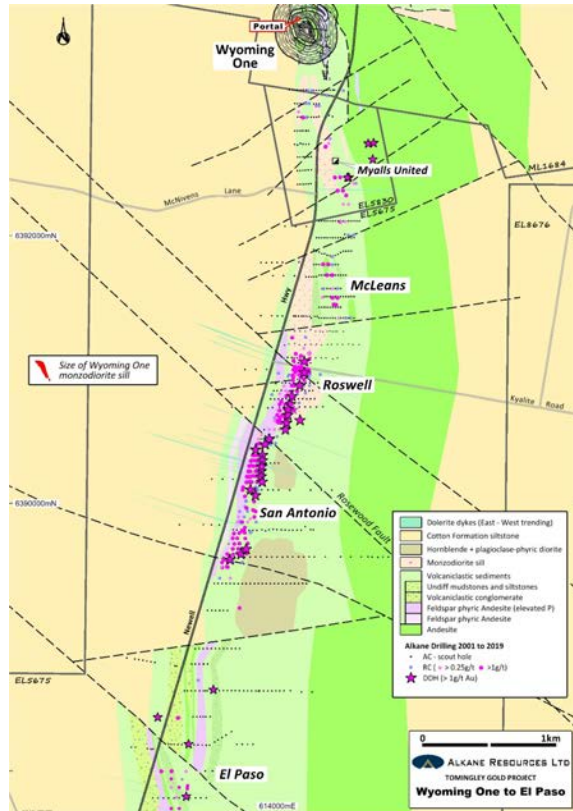 Portal
Wyoming
One
Myalls United
ML1684
McNivens
Lane
EL5830
EL5675
EL8676
6392000mN
McLeans
Hwy
Size of Wyoming One
monzodiorite sill
Roswell
Kyalite
Road
6390000mN
San Antonio
Rosewood Fault
Newell
EL5675
El Paso
614000mE
Dolerite dykes (East - West trending)
Cotton Formation siltstone
Hornblende + plagioclase-phyric diorite
Monzodiorite sill
Volcaniclastic sediments
Undiff mudstones and siltstones
Volcaniclastic conglomerate
Feldspar phyric Andesite (elevated P)
Feldspar phyric Andesite
Andesite
Alkane Drilling 2001 to 2019
AC - scout hole
RC ( > 0.25g/t >1g/t)
DDH (> 1g/t Au)
0 1km
ALKANE RESOURCES LTD
TOMINGLEY GOLD PROJECT
Wyoming One to El Paso